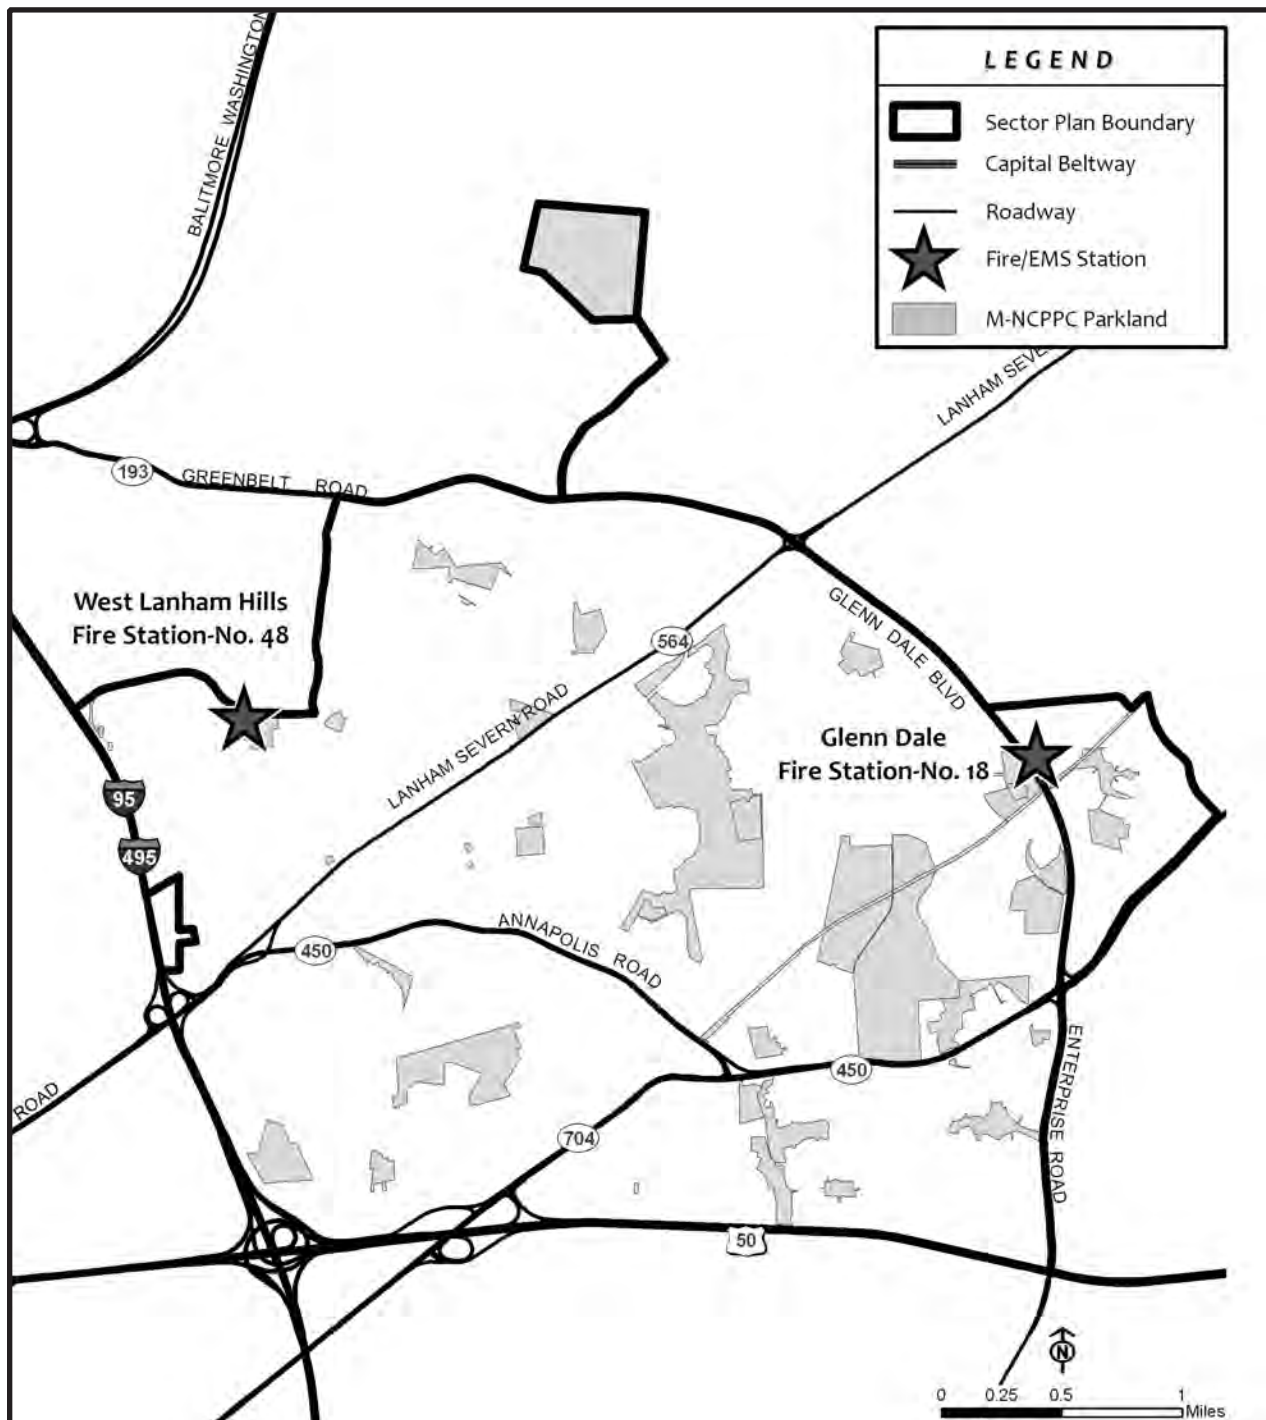 LEGEND
Sector Plan Boundary
Capital Beltway
Roadway
Fire/EMS Station
M-NCPPC Parkland
BALITMORE WASHINGTON
LANHAM SEVE
193
GREENBELT ROAD
West Lanham Hills
Fire Station-No. 48
564
GLENN DALE BLVD
LANHAM SEVERN ROAD
Glenn Dale
Fire Station-No. 18
95
495
ANNAPOLIS ROAD
450
450
ENTERPRISE ROAD
ROAD
704
50
N
0 0.25 0.5 1
Miles